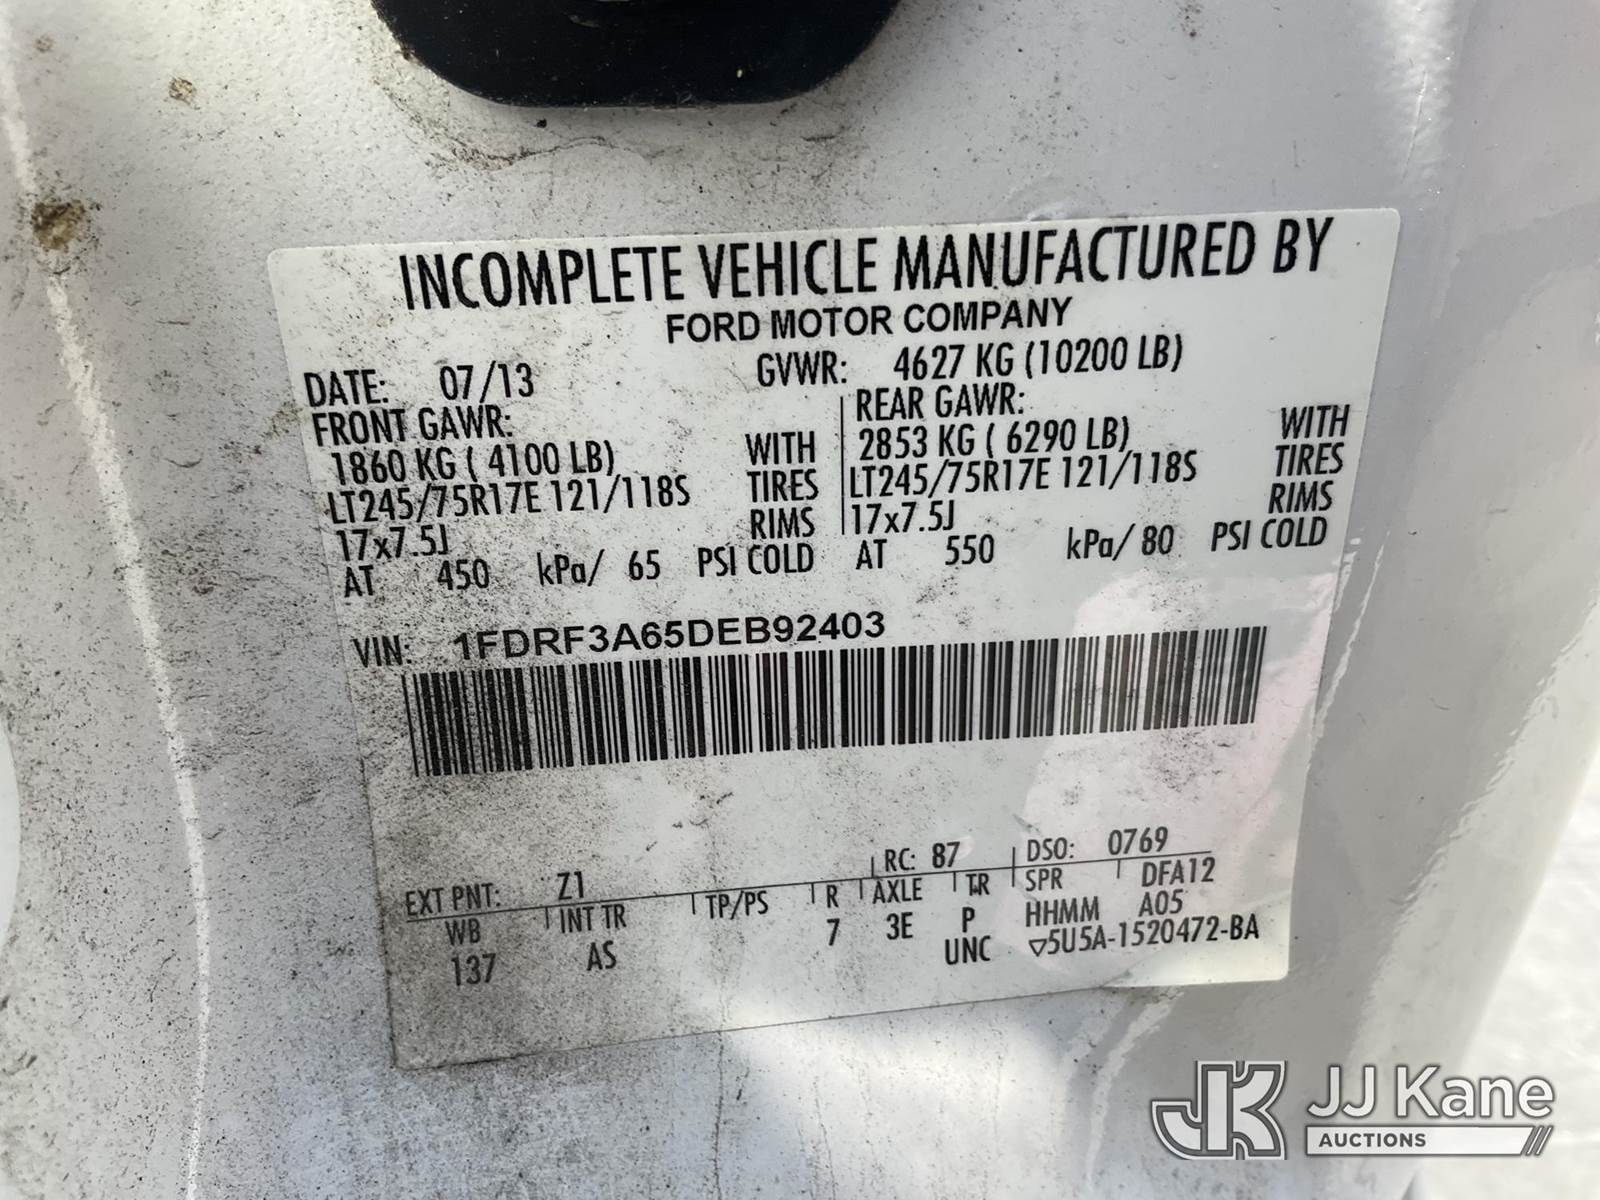 INCOMPLETE VEHICLE MANUFACTURED BY
FORD MOTOR COMPANY
DATE: 07/13 GVWR: 4627 KG (10200 LB)
FRONT GAWR: REAR GAWR:
1860 KG ( 4100 LB) WITH 2853 KG ( 6290 LB) WITH
LT245/75R17E 121/118S TIRES LT245/75R17E 121/118S TIRES
17x7.5J RIMS 17x7.5J RIMS
AT 450 kPa/ 65 PSI COLD AT 550 kPa/ 80 PSI COLD
VIN: 1FDRF3A65DEB92403
EXT PNT: Z1 RC: 87 DSO: 0769
WB INT TR TP/PS R AXLE TR SPR DFA12
137 AS 7 3E P HHMM A05
UNC ▽5U5A-1520472-BA
JK JJ Kane
AUCTIONS